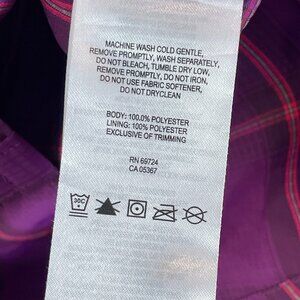 MACHINE WASH COLD GENTLE,
REMOVE PROMPTLY, WASH SEPARATELY,
DO NOT BLEACH, TUMBLE DRY LOW,
REMOVE PROMPTLY, DO NOT IRON,
DO NOT USE FABRIC SOFTENER,
DO NOT DRYCLEAN
BODY: 100.0% POLYESTER
LINING: 100% POLYESTER
EXCLUSIVE OF TRIMMING
RN 69724
CA 05367
30C